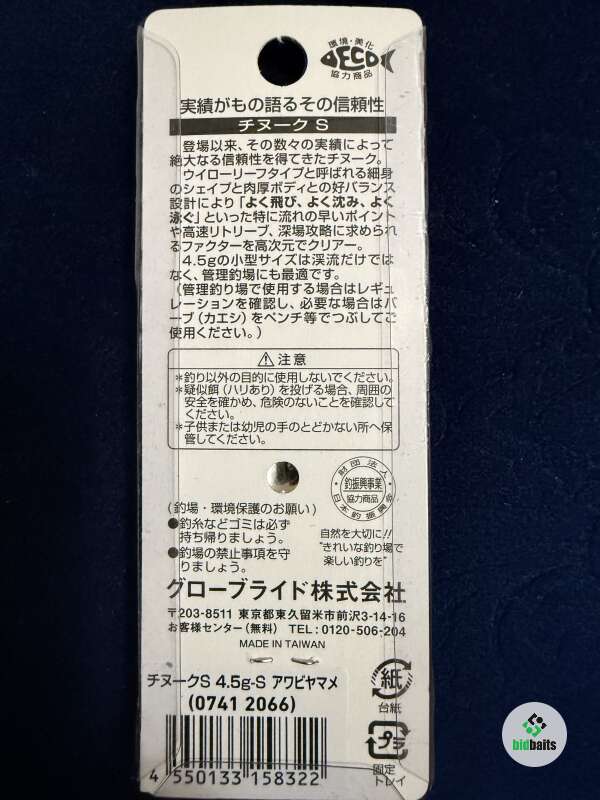 環境・美化
ECO
協力商品
実績がもの語るその信頼性
チヌーク S
登場以来、その数々の実績によって
絶大なる信頼性を得てきたチヌーク。
ウイローリーフタイプと呼ばれる細身
のシェイプと肉厚ボディとの好バランス
設計により「よく飛び、よく沈み、よく
泳ぐ」といった特に流れの早いポイント
や高速リトリーブ、深場攻略に求められ
るファクターを高次元でクリアー。
4.5gの小型サイズは渓流だけでは
なく、管理釣場にも最適です。
(管理釣り場で使用する場合はレギュ
レーションを確認し、必要な場合はバ
ーブ(カエシ)をペンチ等でつぶしてご
使用ください。)
⚠注意
*釣り以外の目的に使用しないでください。
*疑似餌(ハリあり)を投げる場合、周囲の
安全を確かめ、危険のないことを確認して
ください。
*子供または幼児の手のとどかない所へ保
管してください。
財団法人
釣振興事業
協力商品
日本釣振興会
(釣場・環境保護のお願い)
●釣糸などゴミは必ず
持ち帰りましょう。
●釣場の禁止事項を守
りましょう。
自然を大切に!!
"きれいな釣り場で
楽しい釣りを"
グローブライド株式会社
〒203-8511 東京都東久留米市前沢3-14-16
お客様センター(無料) TEL:0120-506-204
MADE IN TAIWAN
チヌークS 4.5g-S アワビヤマメ
(0741 2066)
4 550133 158322
紙
台紙
プラ
固定
トレイ
bidbaits